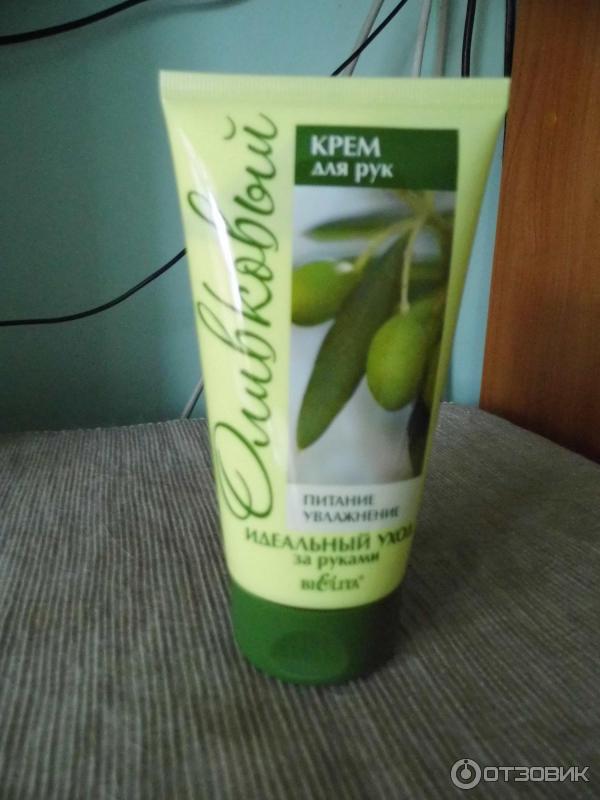 Оливковый
КРЕМ
для рук
ПИТАНИЕ
УВЛАЖНЕНИЕ
ИДЕАЛЬНЫЙ УХОД
за руками
BIELITA®
ОТЗОВИК